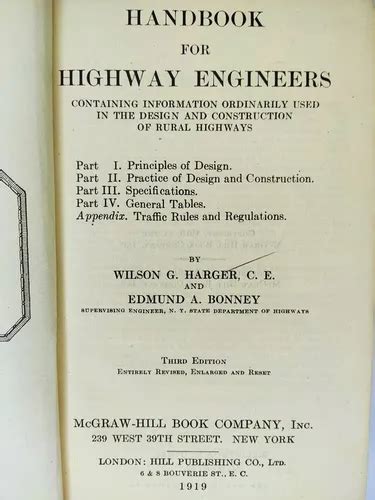 HANDBOOK
FOR
HIGHWAY ENGINEERS
CONTAINING INFORMATION ORDINARILY USED
IN THE DESIGN AND CONSTRUCTION
OF RURAL HIGHWAYS
Part I. Principles of Design.
Part II. Practice of Design and Construction.
Part III. Specifications.
Part IV. General Tables.
Appendix. Traffic Rules and Regulations.
BY
WILSON G. HARGER, C. E.
AND
EDMUND A. BONNEY
SUPERVISING ENGINEER, N. Y. STATE DEPARTMENT OF HIGHWAYS
THIRD EDITION
ENTIRELY REVISED, ENLARGED AND RESET
McGRAW-HILL BOOK COMPANY, INC.
239 WEST 39TH STREET. NEW YORK
LONDON: HILL PUBLISHING CO., LTD.
6 & 8 BOUVERIE ST., E. C.
1919